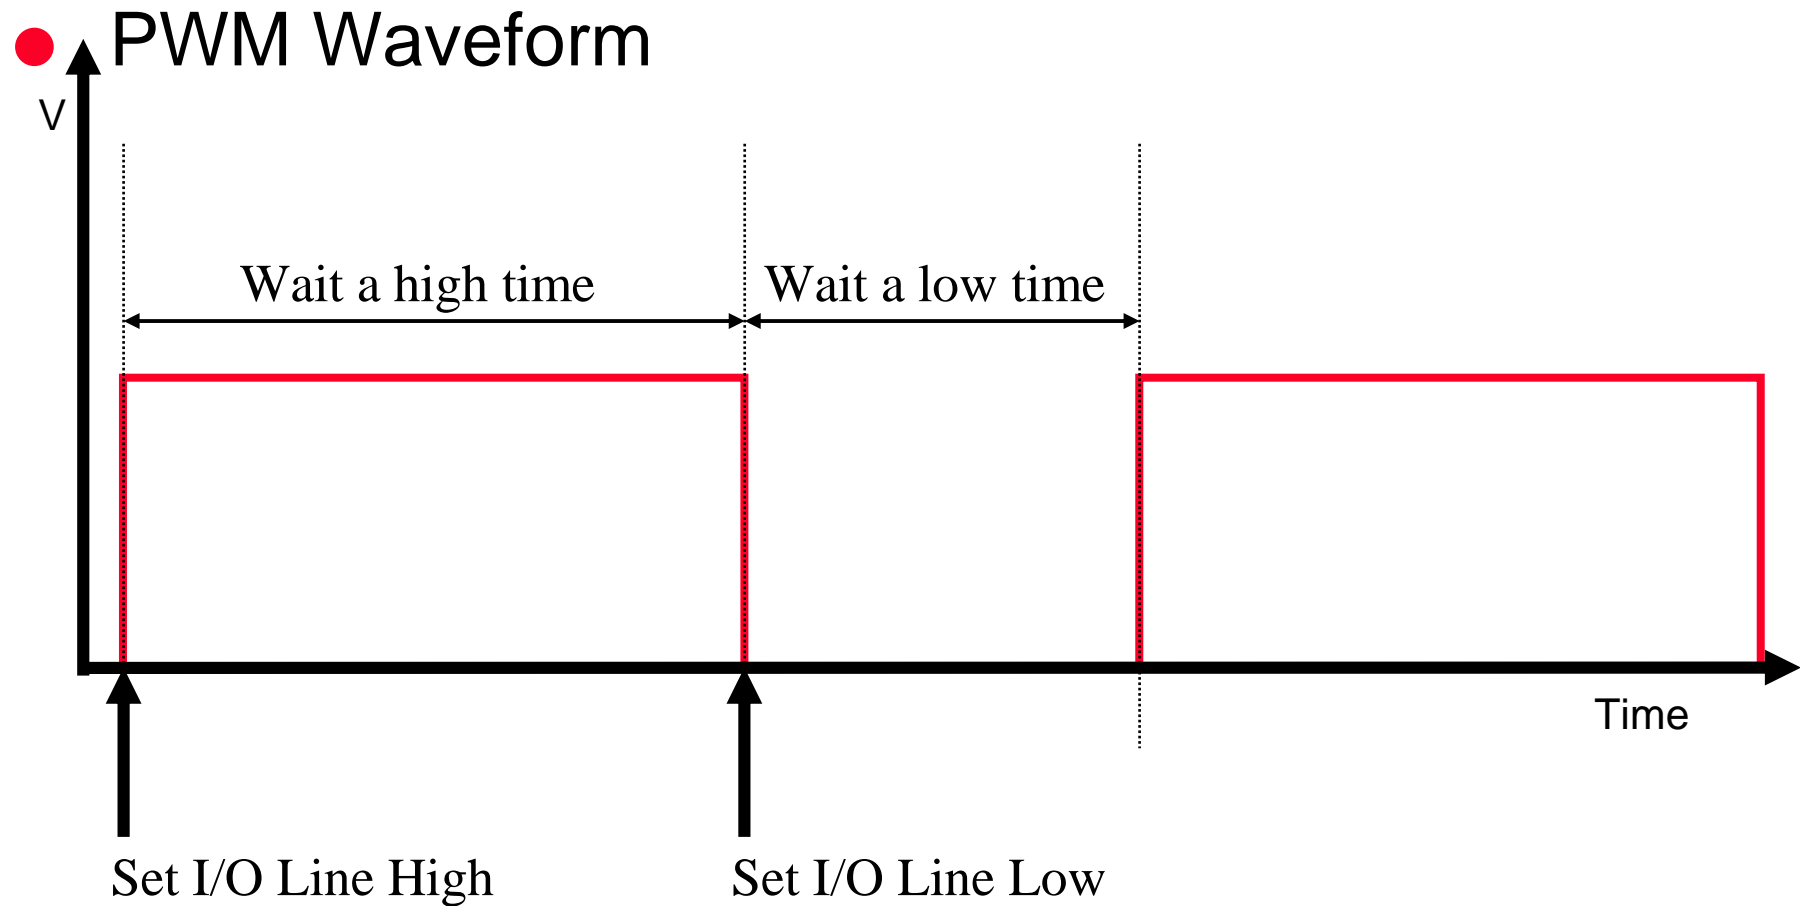 PWM Waveform
V
Wait a high time
Wait a low time
Time
Set I/O Line High
Set I/O Line Low